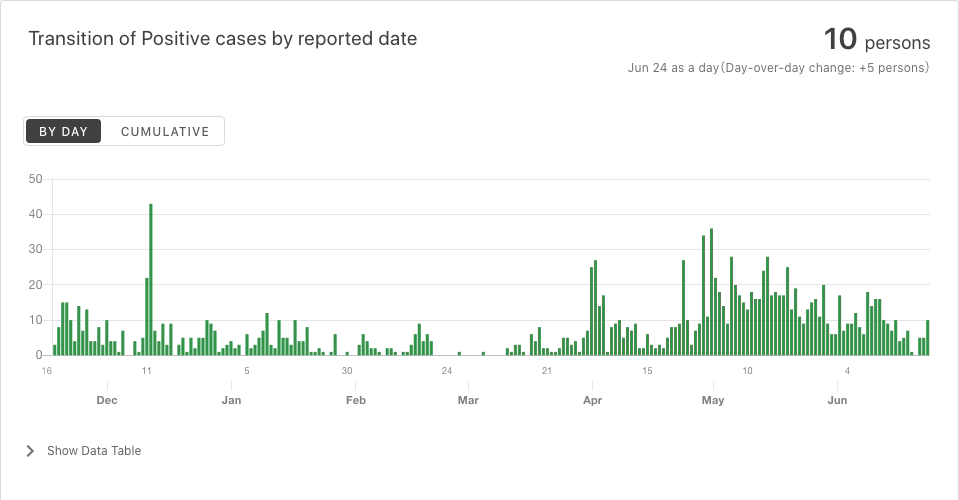 Transition of Positive cases by reported date
10 persons
Jun 24 as a day(Day-over-day change: +5 persons)
BY DAY CUMULATIVE
50
40
30
20
10
0
16 11 5 30 24 21 15 10 4
Dec Jan Feb Mar Apr May Jun
Show Data Table